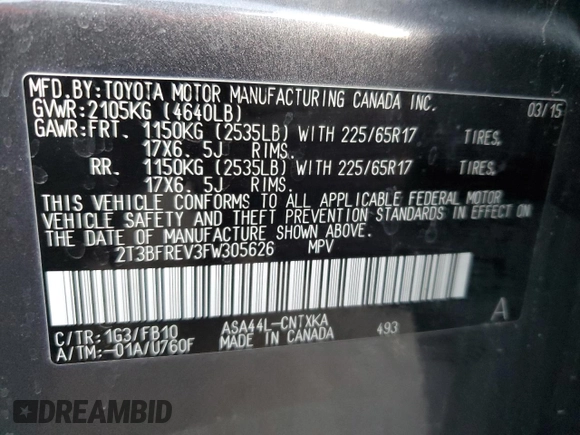 MFD.BY:TOYOTA MOTOR MANUFACTURING CANADA INC.
GVWR:2105KG (4640LB) 03/15
GAWR:FRT. 1150KG (2535LB) WITH 225/65R17 TIRES,
17X6. 5J RIMS.
RR. 1150KG (2535LB) WITH 225/65R17 TIRES,
17X6. 5J RIMS.
THIS VEHICLE CONFORMS TO ALL APPLICABLE FEDERAL MOTOR
VEHICLE SAFETY AND THEFT PREVENTION STANDARDS IN EFFECT ON
THE DATE OF MANUFACTURE SHOWN ABOVE.
2T3BFREV3FW305626 MPV
C/TR:1G3/FB10 ASA44L-CNTXKA 493 A
A/TM:-01A/U760F MADE IN CANADA
DREAMBID